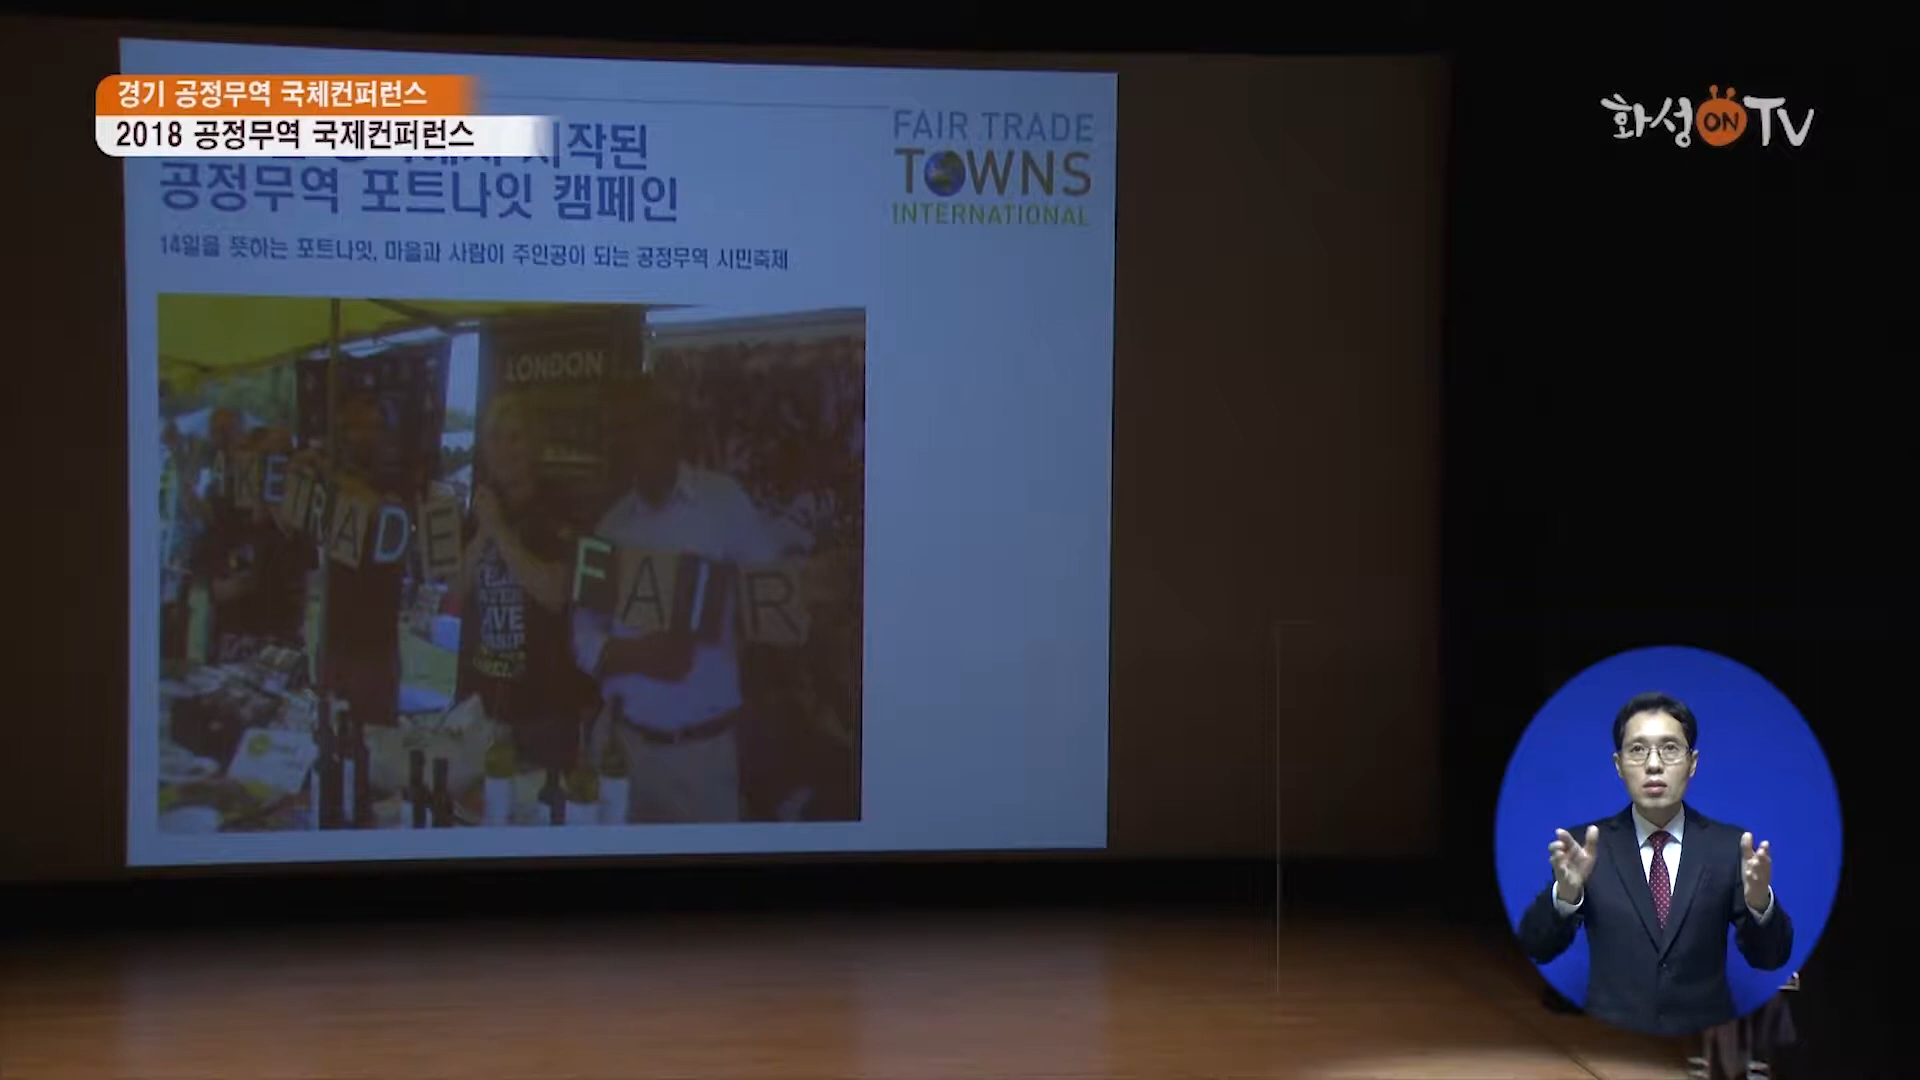 경기 공정무역 국체컨퍼런스
2018 공정무역 국제컨퍼런스
화성ON TV
시작된
공정무역 포트나잇 캠페인
14일을 뜻하는 포트나잇, 마을과 사람이 주인공이 되는 공정무역 시민축제
FAIR TRADE
TOWNS
INTERNATIONAL
LONDON
MAKE TRADE FAIR